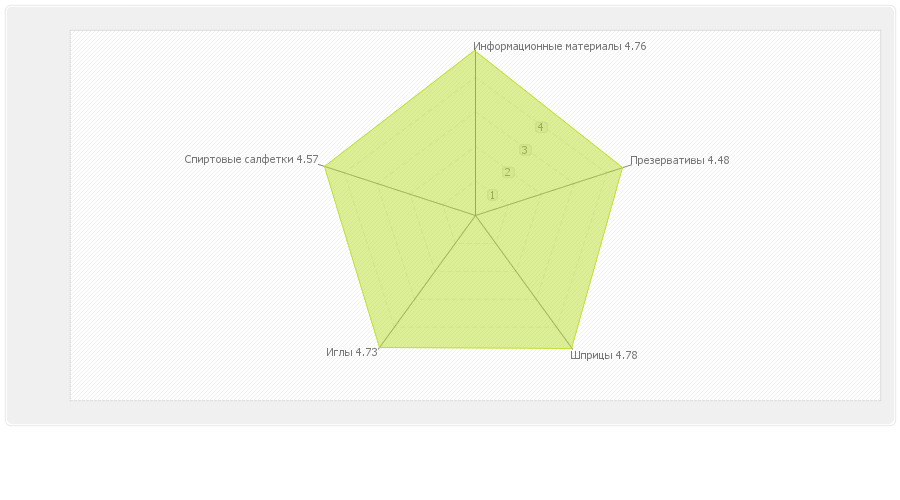 Информационные материалы 4.76
4
3
Спиртовые салфетки 4.57
Презервативы 4.48
2
1
Иглы 4.73
Шприцы 4.78